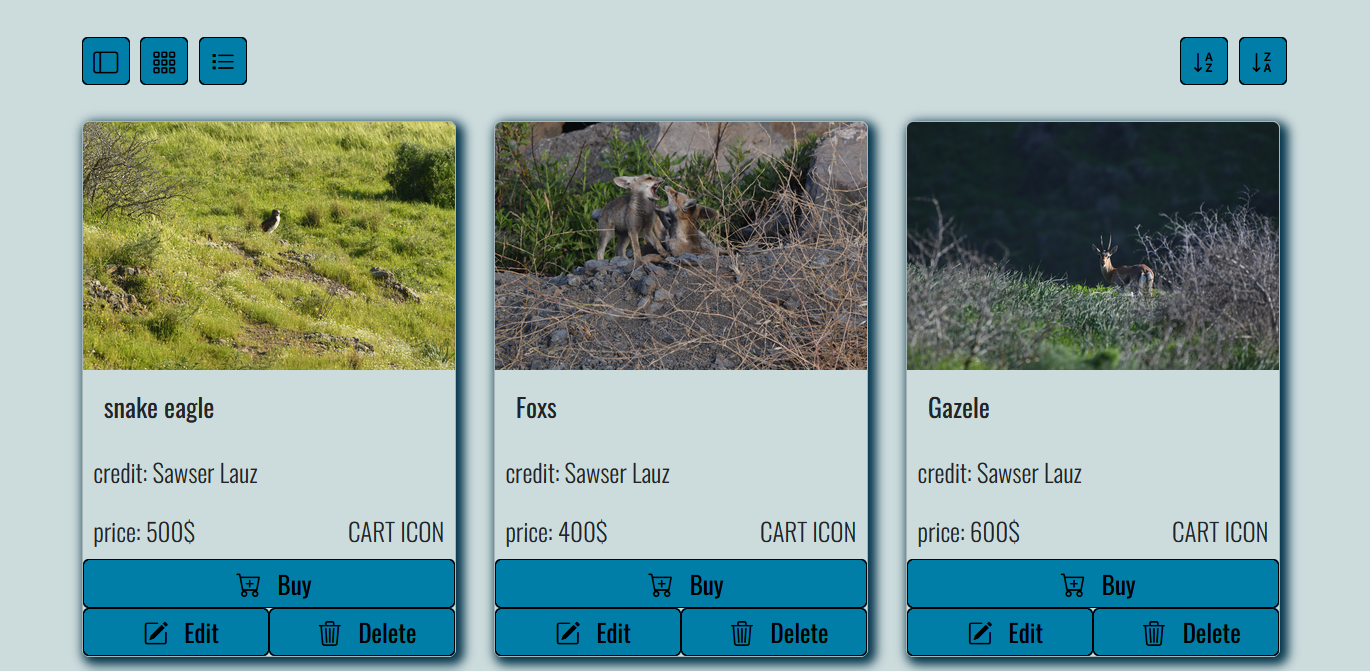 A
Z
Z
A
snake eagle
Foxs
Gazele
credit: Sawser Lauz
credit: Sawser Lauz
credit: Sawser Lauz
price: 500$ CART ICON
price: 400$ CART ICON
price: 600$ CART ICON
Buy
Buy
Buy
Edit Delete
Edit Delete
Edit Delete